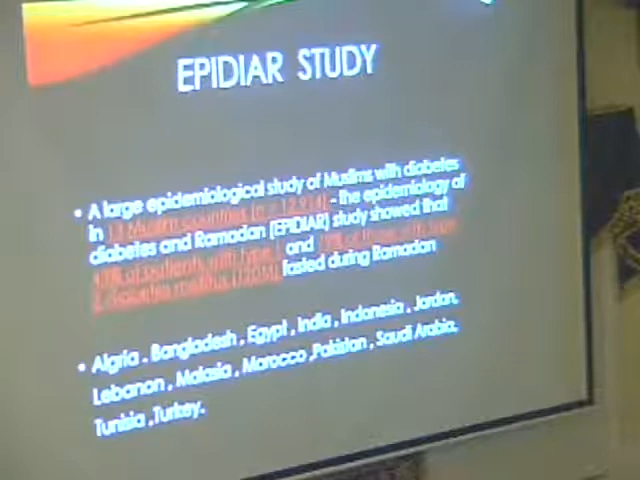 EPIDIAR STUDY
• A large epidemiological study of Muslims with diabetes
in 13 Muslim countries (n = 12,914) - the epidemiology of
diabetes and Ramadan (EPIDIAR) study showed that
of patients with type 1 and 79% of those with type
2 diabetes mellitus fasted during Ramadan
• Algria , Bangladesh , Egypt , India , Indonesia , Jordan,
Lebanon , Malasia , Morocco ,Pakistan , Saudi Arabia,
Tunisia ,Turkey.